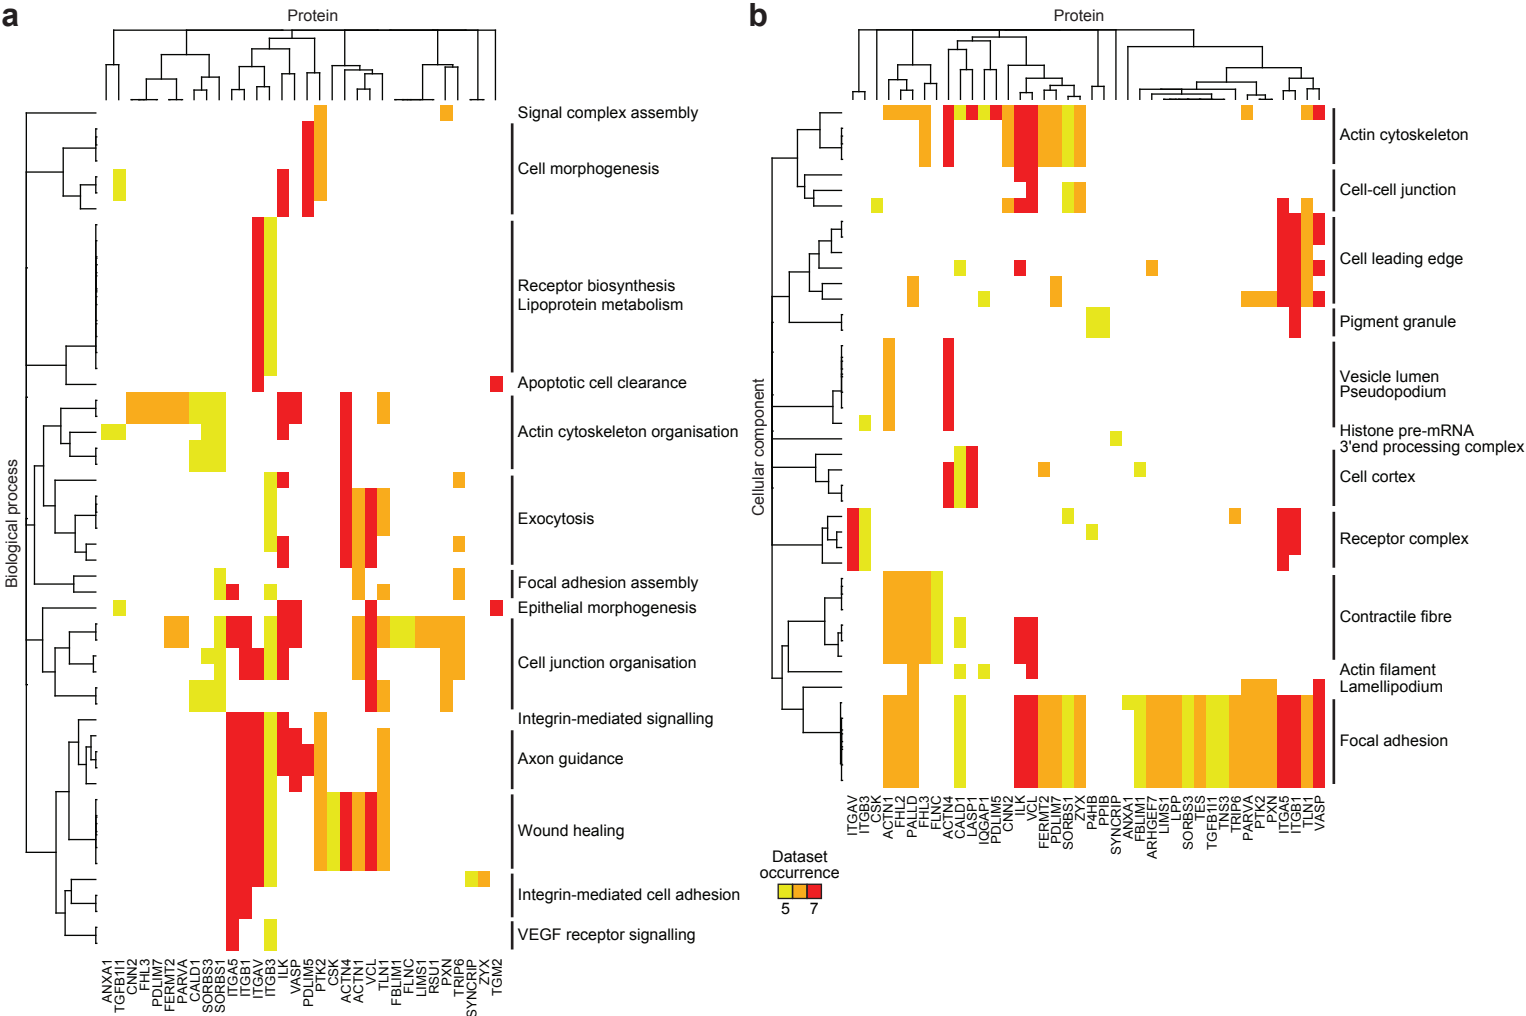 a
Protein
Biological process
Signal complex assembly
Cell morphogenesis
Receptor biosynthesis
Lipoprotein metabolism
Apoptotic cell clearance
Actin cytoskeleton organisation
Exocytosis
Focal adhesion assembly
Epithelial morphogenesis
Cell junction organisation
Integrin-mediated signalling
Axon guidance
Wound healing
Integrin-mediated cell adhesion
VEGF receptor signalling
ANXA1
TGFB1I1
CNN2
FHL3
PDLIM7
FERMT2
PARVA
CALD1
SORBS3
SORBS1
ITGA5
ITGB1
ITGAV
ITGB3
ILK
VASP
PDLIM5
PTK2
CSK
ACTN4
ACTN1
VCL
TLN1
FBLIM1
FLNC
LIMS1
RSU1
PXN
TRIP6
SYNCRIP
ZYX
TGM2
b
Protein
Cellular component
Actin cytoskeleton
Cell-cell junction
Cell leading edge
Pigment granule
Vesicle lumen
Pseudopodium
Histone pre-mRNA
3'end processing complex
Cell cortex
Receptor complex
Contractile fibre
Actin filament
Lamellipodium
Focal adhesion
ITGAV
ITGB3
CSK
ACTN1
FHL2
PALLD
FHL3
FLNC
ACTN4
CALD1
LASP1
IQGAP1
PDLIM5
CNN2
ILK
VCL
FERMT2
PDLIM7
SORBS1
ZYX
P4HB
PPIB
SYNCRIP
ANXA1
FBLIM1
ARHGEF7
LIMS1
LPP
SORBS3
TES
TGFB1I1
TNS3
TRIP6
PARVA
PTK2
PXN
ITGA5
ITGB1
TLN1
VASP
Dataset
occurrence
5 7